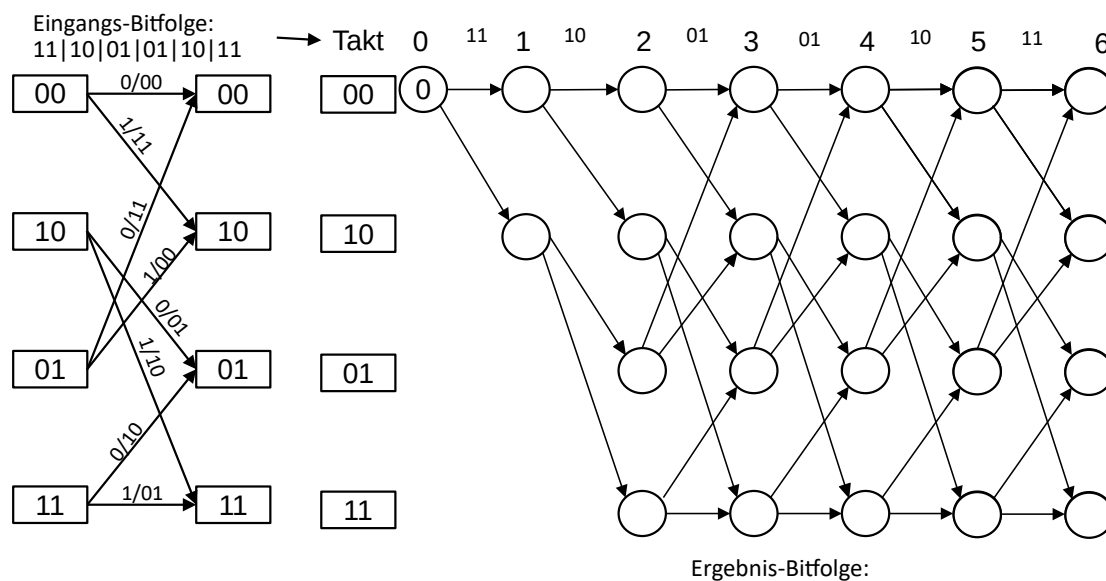 Eingangs-Bitfolge:
11|10|01|01|10|11
Takt 0 11 1 10 2 01 3 01 4 10 5 11 6
00 0/00 00 00 0
1/11
0/11
10 10 10
1/00
0/01
1/10
01 01 01
0/10
11 1/01 11 11
Ergebnis-Bitfolge: